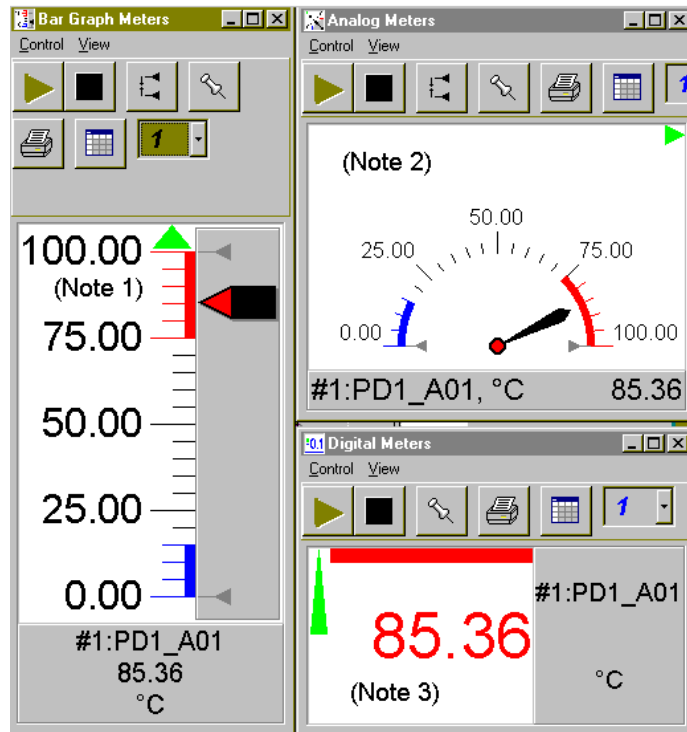 Bar Graph Meters
Control View
1
100.00
(Note 1)
75.00
50.00
25.00
0.00
#1:PD1_A01
85.36
°C
Analog Meters
Control View
1
(Note 2)
50.00
25.00 75.00
0.00 100.00
#1:PD1_A01, °C 85.36
0.1 Digital Meters
Control View
1
#1:PD1_A01
85.36
°C
(Note 3)